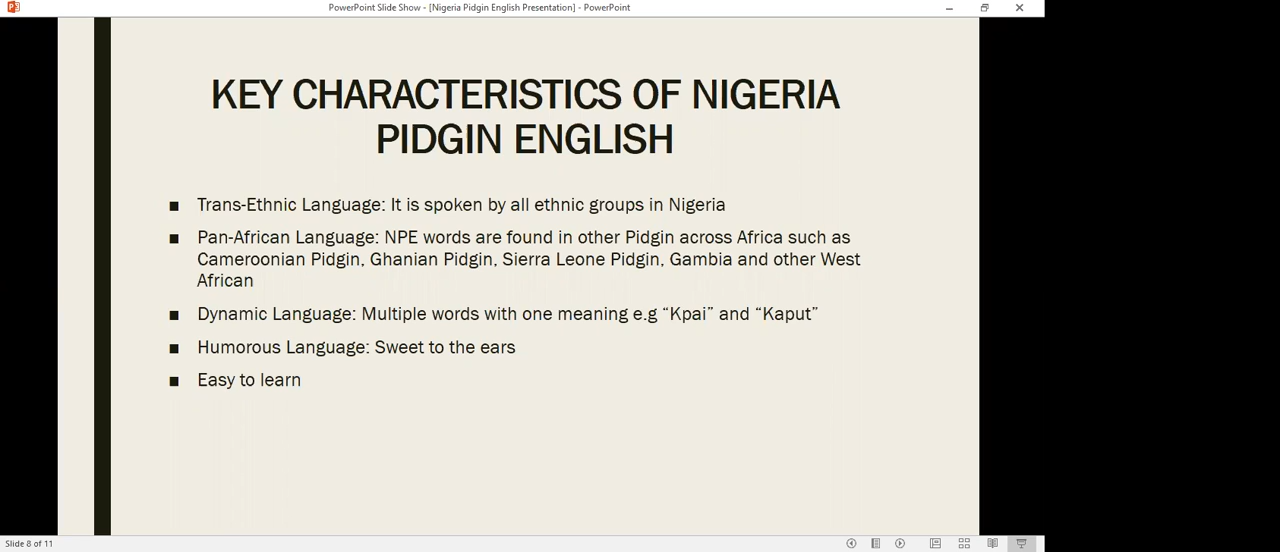 PowerPoint Slide Show - [Nigeria Pidgin English Presentation] - PowerPoint
KEY CHARACTERISTICS OF NIGERIA
PIDGIN ENGLISH
■ Trans-Ethnic Language: It is spoken by all ethnic groups in Nigeria
■ Pan-African Language: NPE words are found in other Pidgin across Africa such as
Cameroonian Pidgin, Ghanian Pidgin, Sierra Leone Pidgin, Gambia and other West
African
■ Dynamic Language: Multiple words with one meaning e.g “Kpai” and “Kaput”
■ Humorous Language: Sweet to the ears
■ Easy to learn
Slide 8 of 11